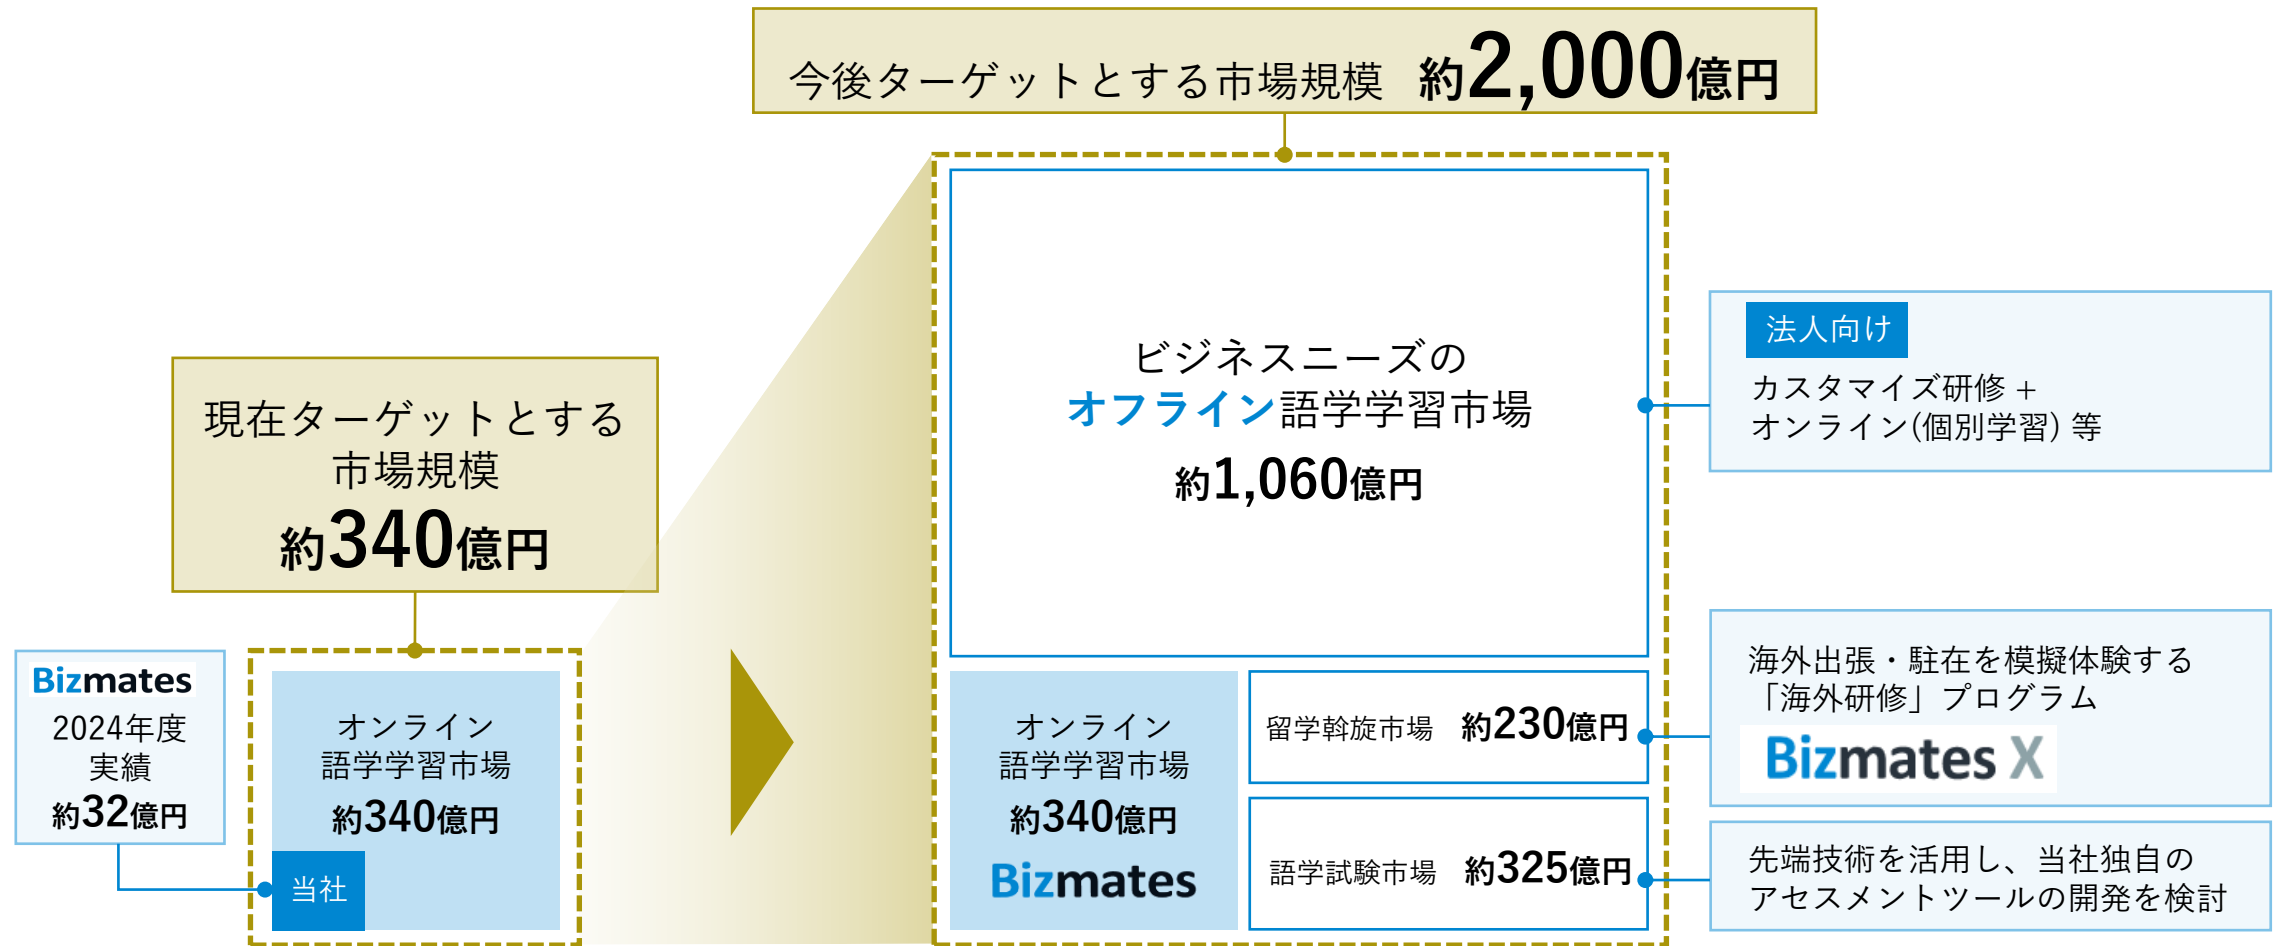 今後ターゲットとする市場規模 約2,000億円
現在ターゲットとする
市場規模
約340億円
Bizmates
2024年度
実績
約32億円
オンライン
語学学習市場
約340億円
当社
ビジネスニーズの
オフライン語学学習市場
約1,060億円
オンライン
語学学習市場
約340億円
Bizmates
留学斡旋市場 約230億円
語学試験市場 約325億円
法人向け
カスタマイズ研修 +
オンライン(個別学習) 等
海外出張・駐在を模擬体験する
「海外研修」プログラム
Bizmates X
先端技術を活用し、当社独自の
アセスメントツールの開発を検討